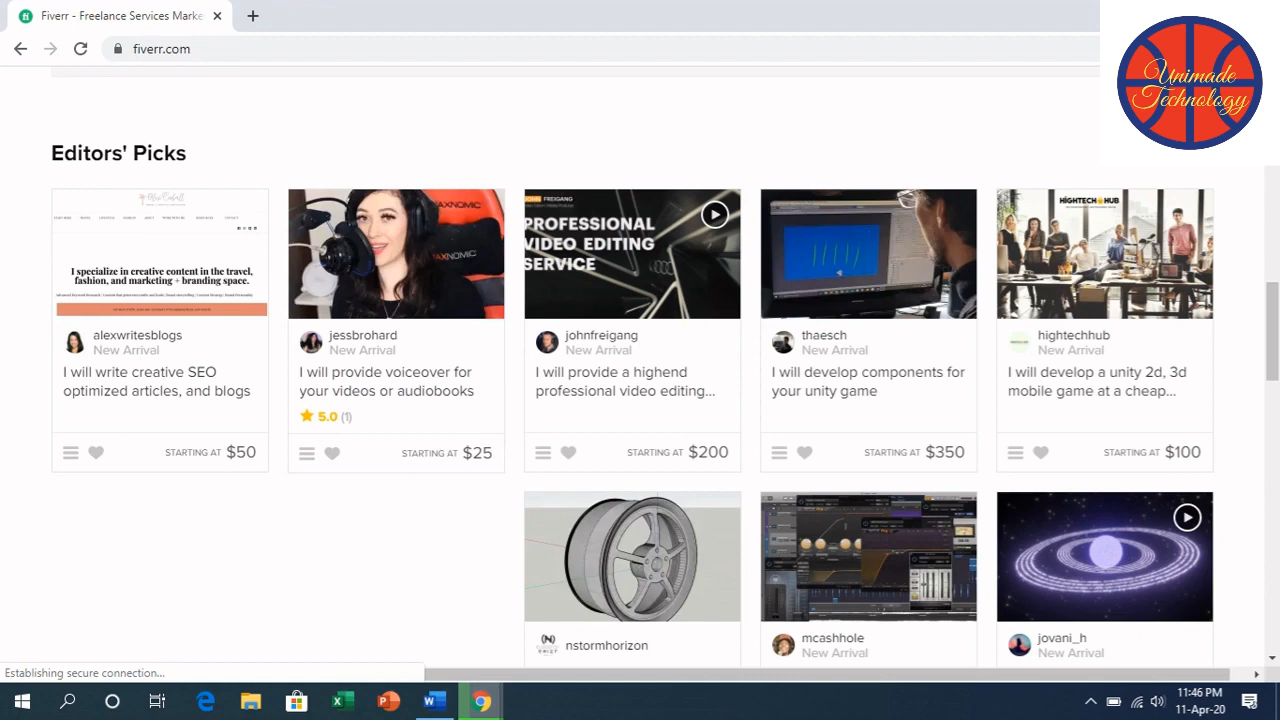 Fiverr - Freelance Services Marke
fiverr.com
Unimade
Technology
Editors' Picks
I specialize in creative content in the travel,
fashion, and marketing + branding space.
MAXNOMIC
JOHN FREIGANG
PROFESSIONAL
VIDEO EDITING
SERVICE
HIGHTECH HUB
alexwritesblogs
New Arrival
I will write creative SEO
optimized articles, and blogs
STARTING AT $50
jessbrohard
New Arrival
I will provide voiceover for
your videos or audiobooks
5.0 (1)
STARTING AT $25
johnfreigang
New Arrival
I will provide a highend
professional video editing...
STARTING AT $200
thaesch
New Arrival
I will develop components for
your unity game
STARTING AT $350
hightechhub
New Arrival
I will develop a unity 2d, 3d
mobile game at a cheap...
STARTING AT $100
nstormhorizon
mcashhole
New Arrival
jovani_h
New Arrival
Establishing secure connection...
11:46 PM
11-Apr-20